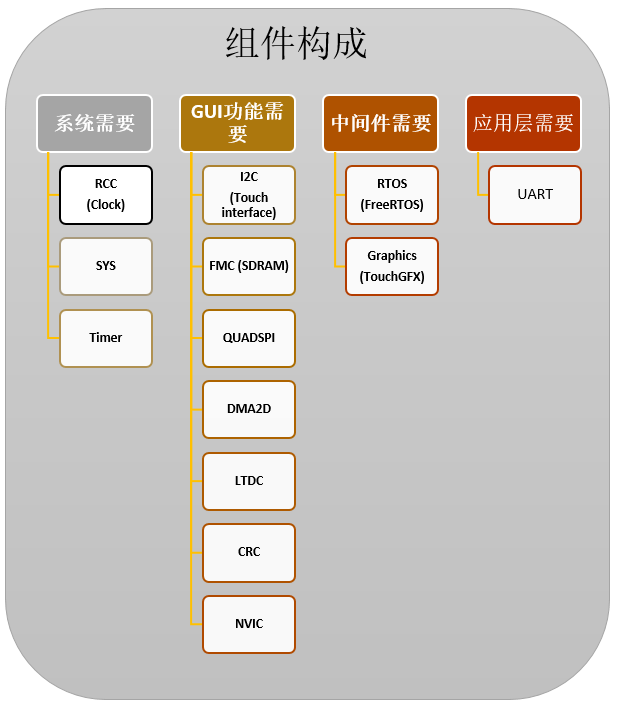 组件构成
系统需要
RCC
(Clock)
SYS
Timer
GUI功能需
要
I2C
(Touch
interface)
FMC (SDRAM)
QUADSPI
DMA2D
LTDC
CRC
NVIC
中间件需要
RTOS
(FreeRTOS)
Graphics
(TouchGFX)
应用层需要
UART